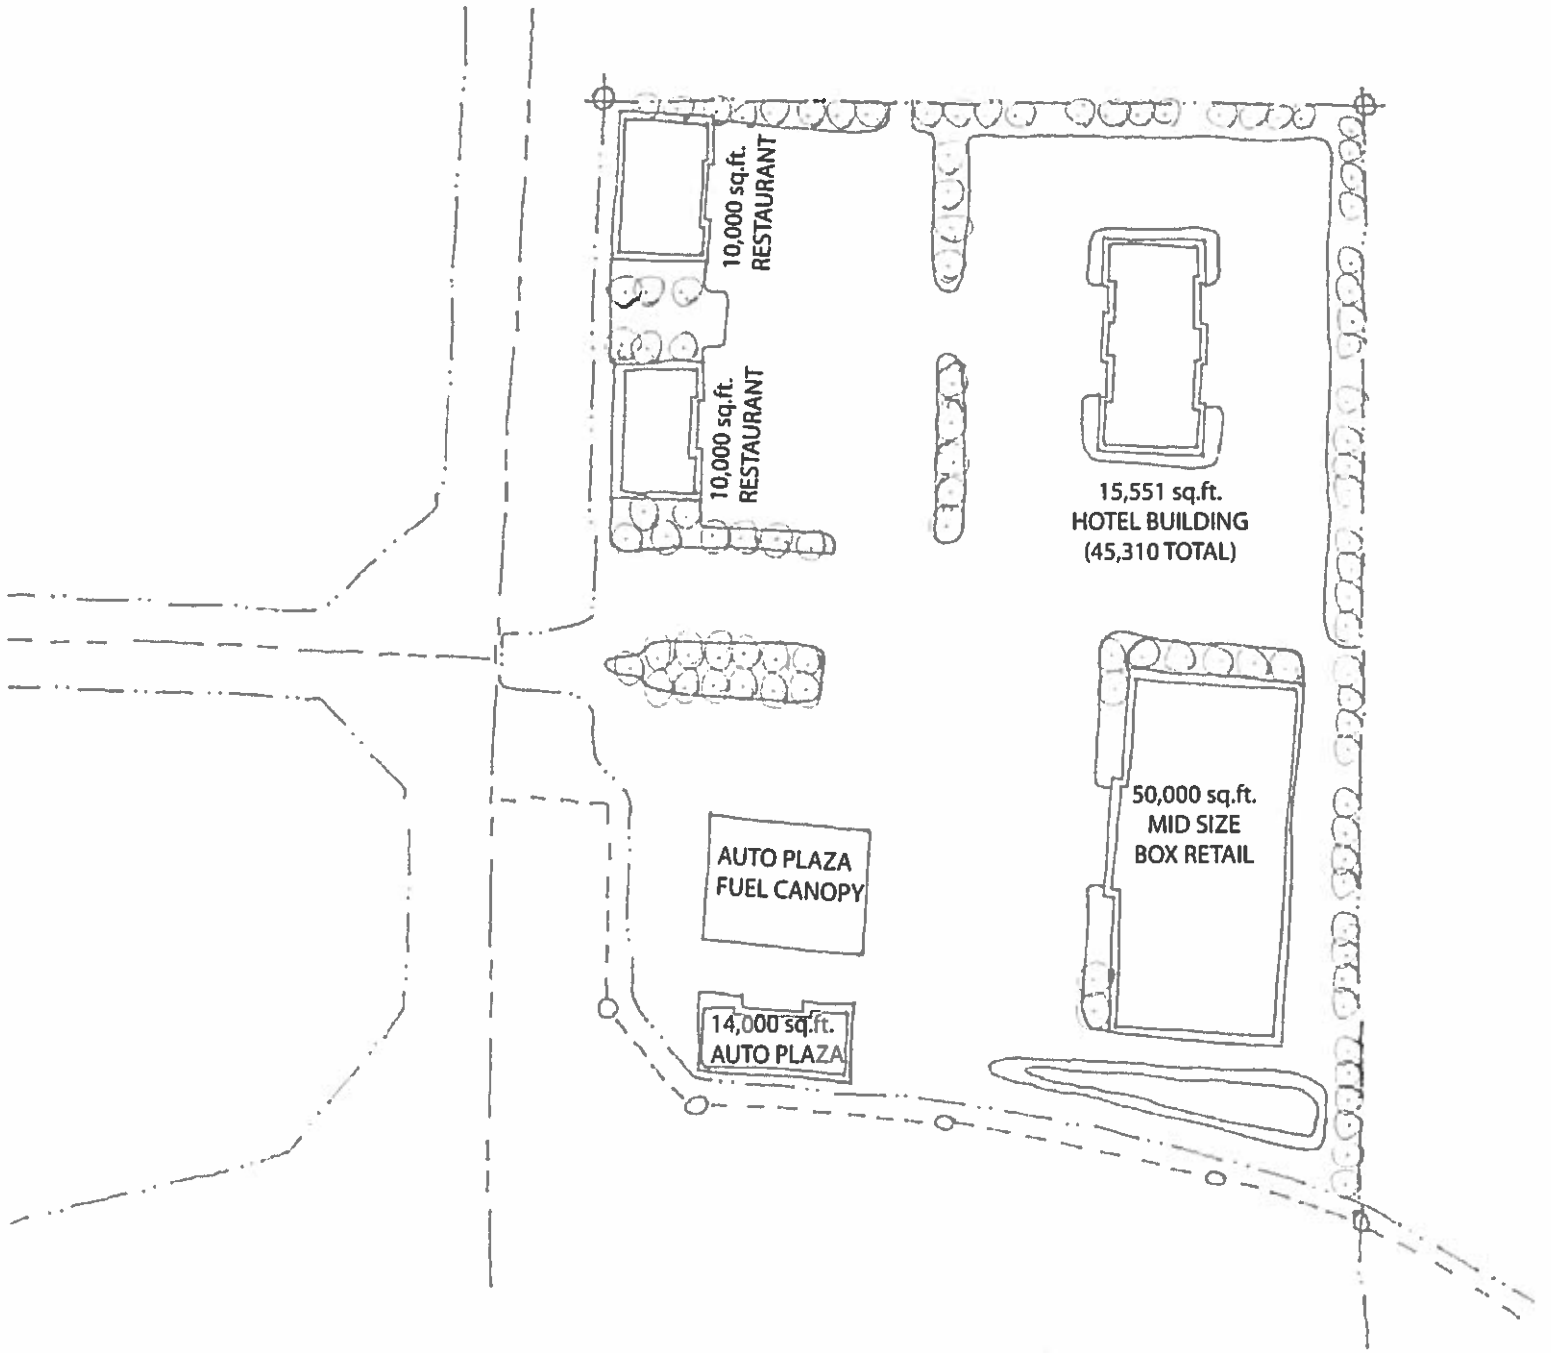 10,000 sq.ft.
RESTAURANT
10,000 sq.ft.
RESTAURANT
15,551 sq.ft.
HOTEL BUILDING
(45,310 TOTAL)
50,000 sq.ft.
MID SIZE
BOX RETAIL
AUTO PLAZA
FUEL CANOPY
14,000 sq.ft.
AUTO PLAZA